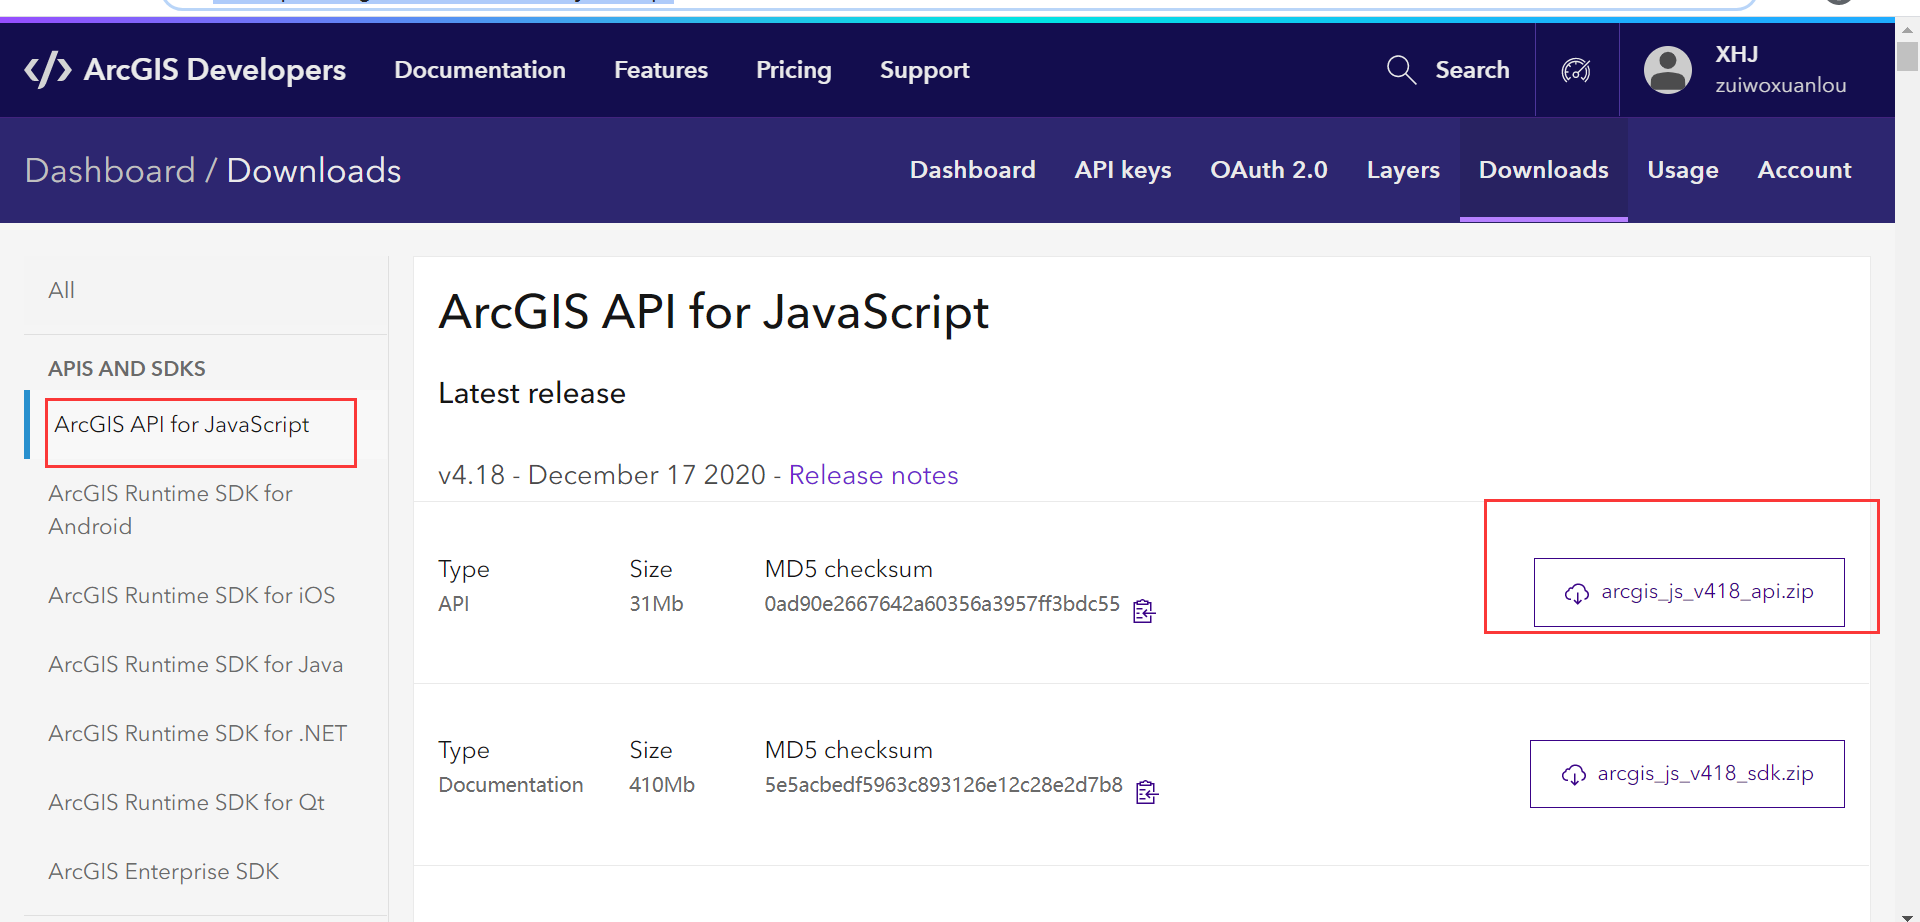 ArcGIS Developers Documentation Features Pricing Support Search XHJ
zuiwoxuanlou
Dashboard / Downloads Dashboard API keys OAuth 2.0 Layers Downloads Usage Account
All
APIS AND SDKS
ArcGIS API for JavaScript
ArcGIS Runtime SDK for
Android
ArcGIS Runtime SDK for iOS
ArcGIS Runtime SDK for Java
ArcGIS Runtime SDK for .NET
ArcGIS Runtime SDK for Qt
ArcGIS Enterprise SDK
ArcGIS API for JavaScript
Latest release
v4.18 - December 17 2020 - Release notes
Type Size MD5 checksum
API 31Mb 0ad90e2667642a60356a3957ff3bdc55
arcgis_js_v418_api.zip
Type Size MD5 checksum
Documentation 410Mb 5e5acbedf5963c893126e12c28e2d7b8
arcgis_js_v418_sdk.zip